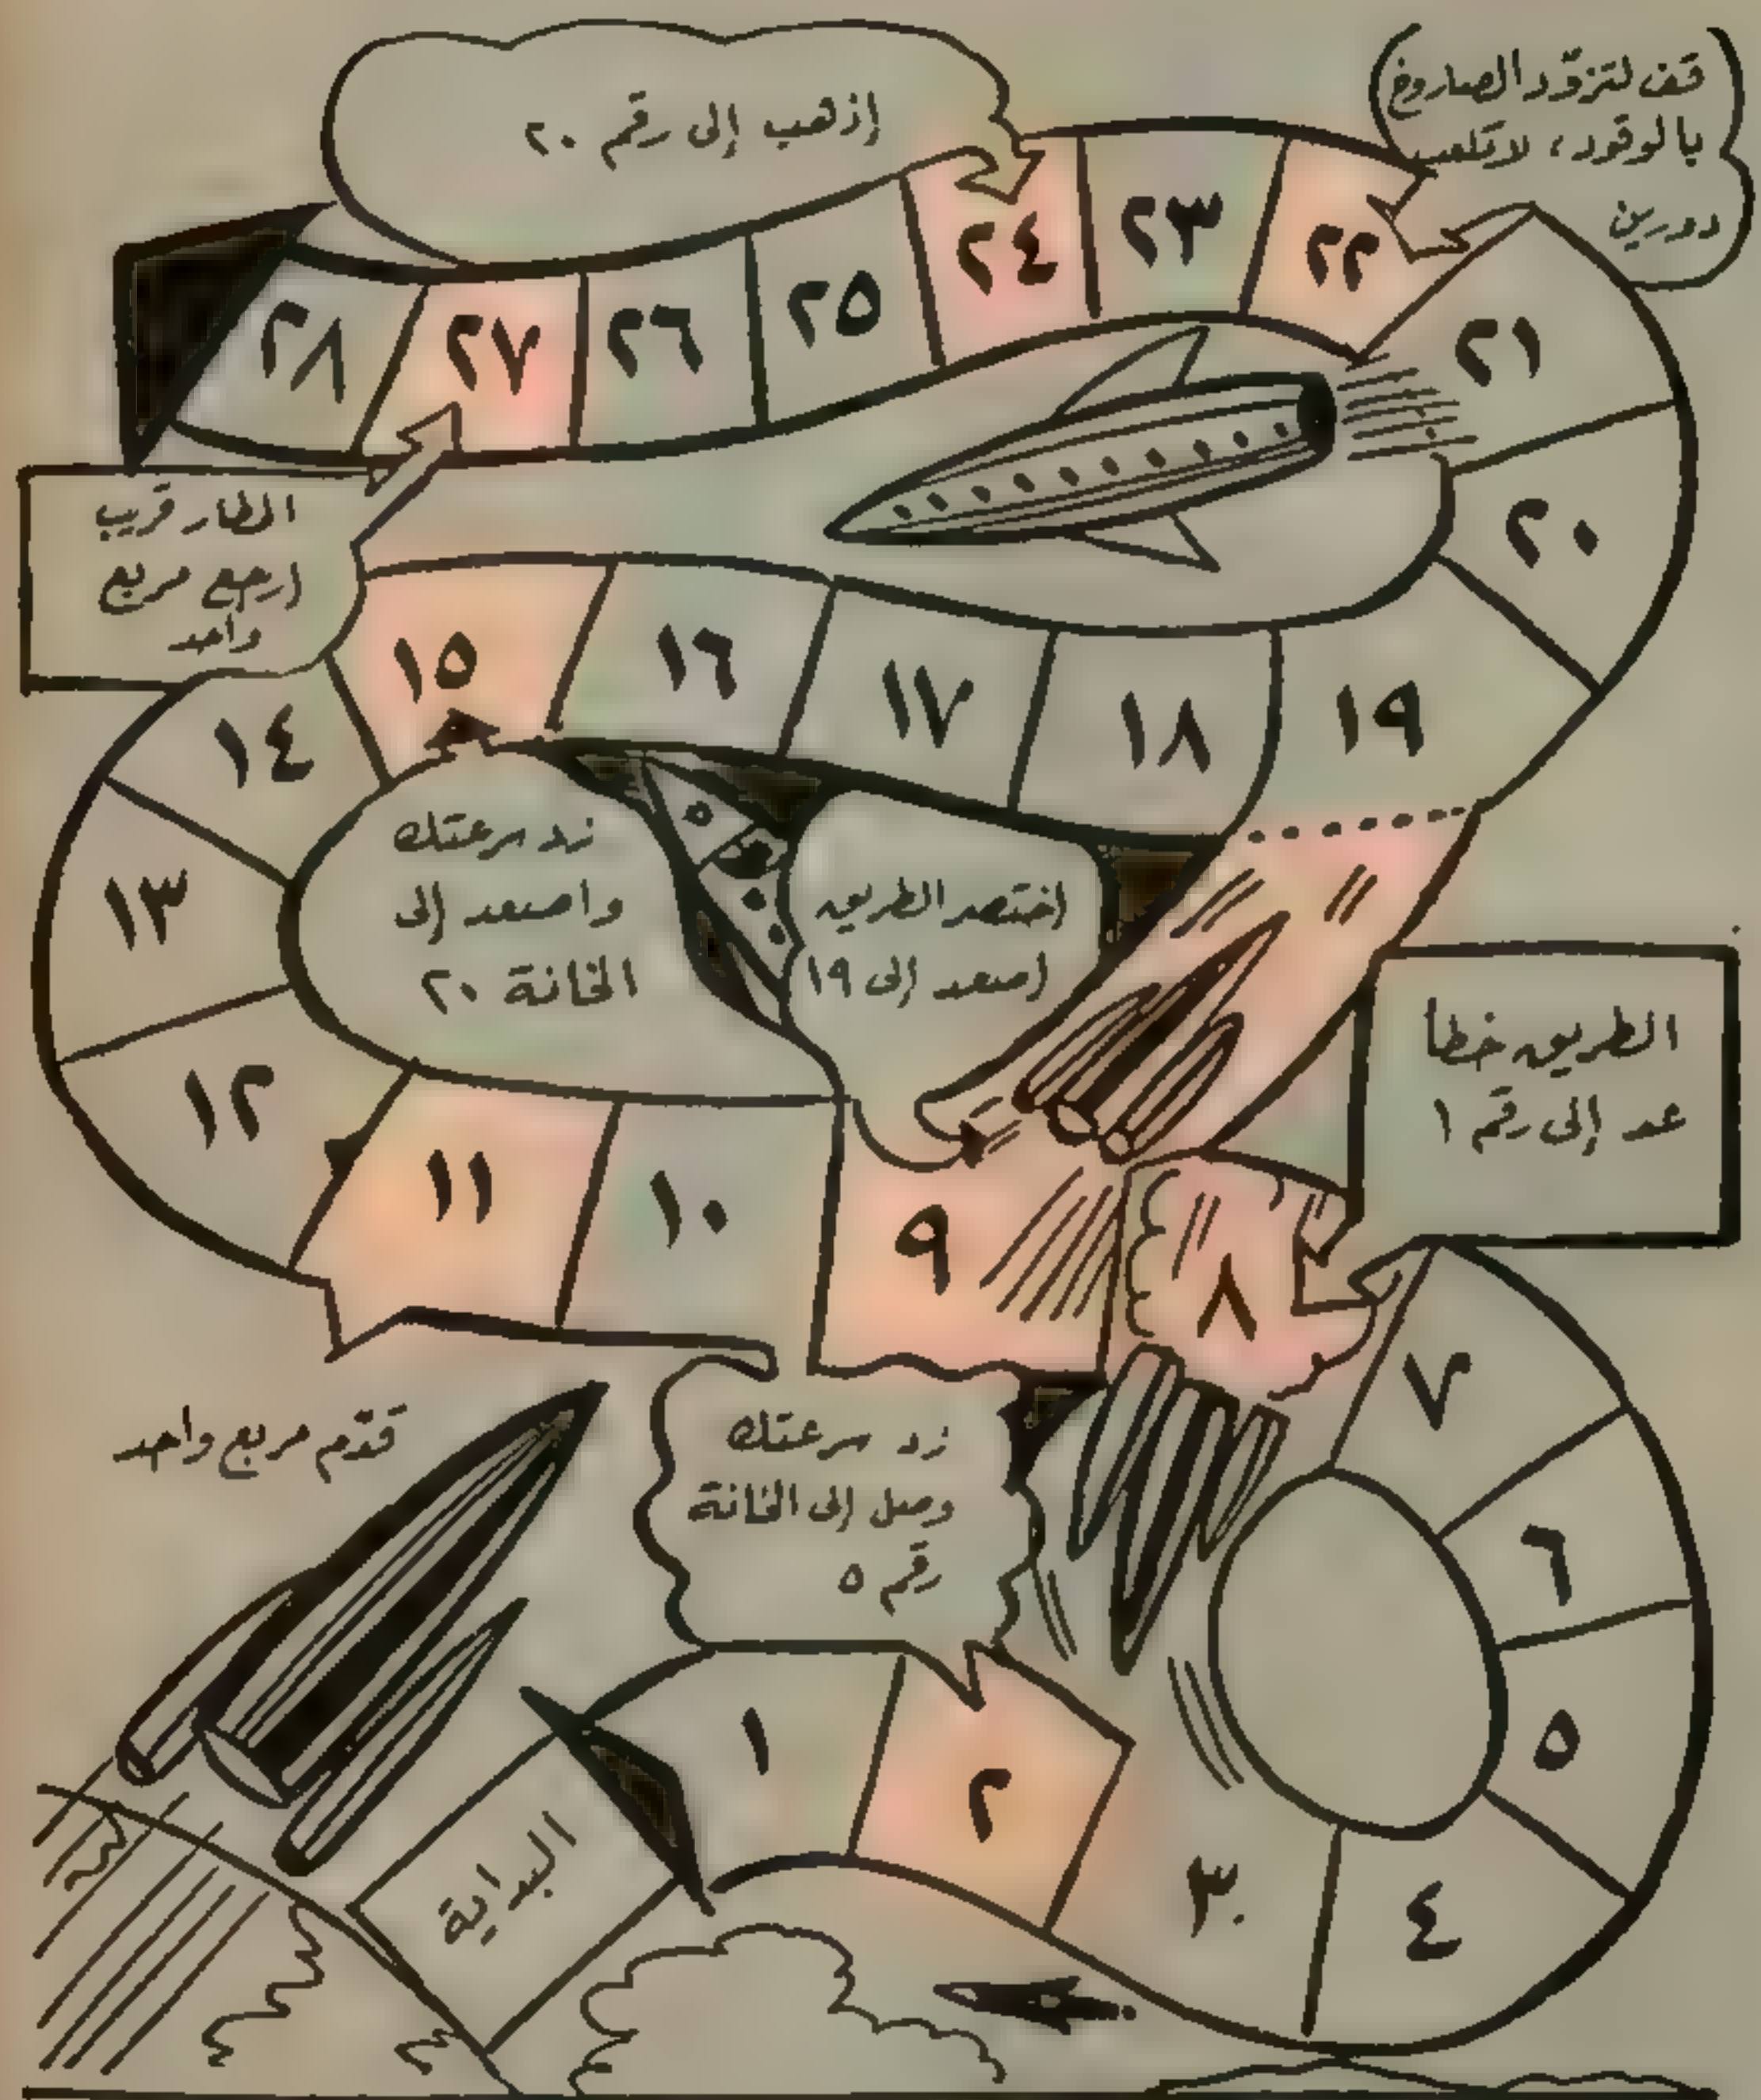 قف لتزوّد الصاروخ
بالوقود، لا تلعب
دورين
إذهب إلى رقم ٢٠
٢٨
٢٧
٢٦
٢٥
٢٤
٢٣
٢٢
٢١
٢٠
المطار قريب
ارجع مربع
واحد
١٥
١٦
١٧
١٨
١٩
١٤
١٣
١٢
زد سرعتك
واصعد إلى
الخانة ٢٠
اختصر الطريق
اصعد إلى ١٩
الطريق خطأ
عد إلى رقم ١
١١
١٠
٩
٨
٧
٦
٥
٤
٣
قدّم مربع واحد
زد سرعتك
وصل إلى الخانة
رقم ٥
١
٢
البداية